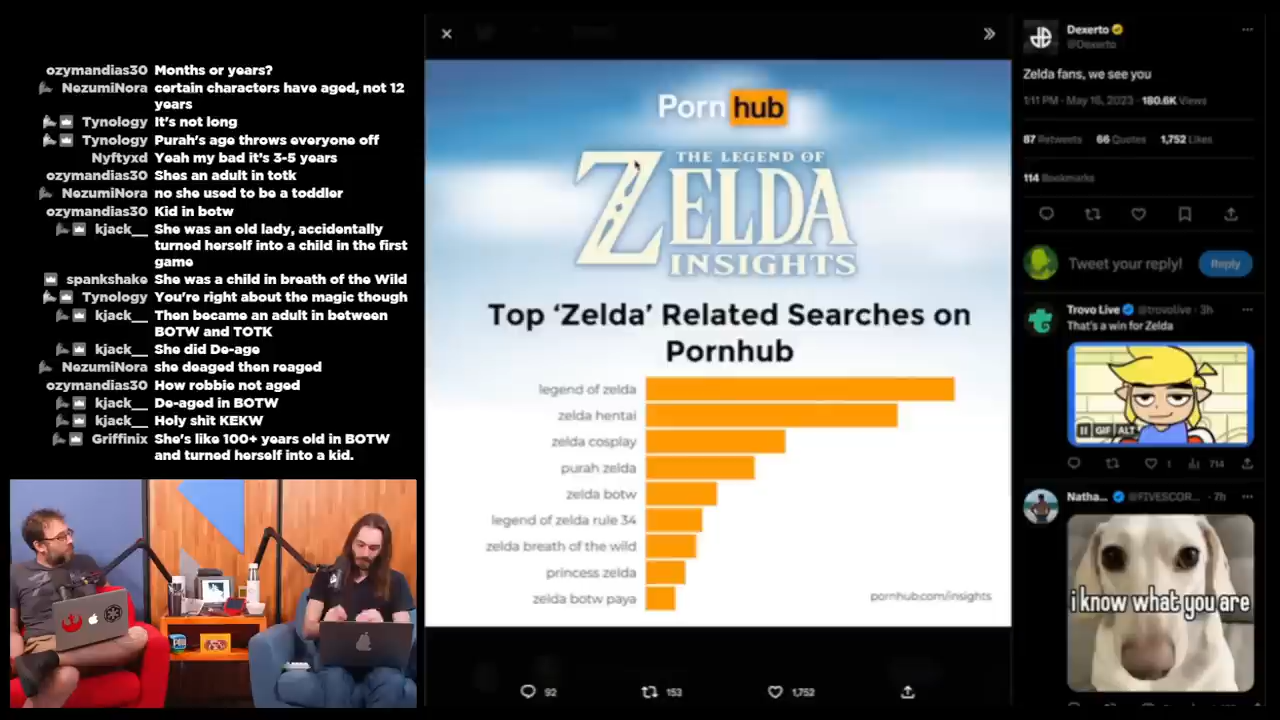 ozymandias30 Months or years?
NezumiNora certain characters have aged, not 12
years
Tynology It's not long
Tynology Purah's age throws everyone off
Nyftyxd Yeah my bad it's 3-5 years
ozymandias30 Shes an adult in totk
NezumiNora no she used to be a toddler
ozymandias30 Kid in botw
kjack__ She was an old lady, accidentally
turned herself into a child in the first
game
spankshake She was a child in breath of the Wild
Tynology You're right about the magic though
kjack__ Then became an adult in between
BOTW and TOTK
kjack__ She did De-age
NezumiNora she deaged then reaged
ozymandias30 How robbie not aged
kjack__ De-aged in BOTW
kjack__ Holy shit KEKW
Griffinix She's like 100+ years old in BOTW
and turned herself into a kid.
Porn hub
THE LEGEND OF
ZELDA
INSIGHTS
Top ‘Zelda’ Related Searches on
Pornhub
legend of zelda
zelda hentai
zelda cosplay
purah zelda
zelda botw
legend of zelda rule 34
zelda breath of the wild
princess zelda
zelda botw paya
pornhub.com/insights
92 153 1,752
Dexerto
@Dexerto
Zelda fans, we see you
1:11 PM · May 16, 2023 · 180.6K Views
87 Retweets 66 Quotes 1,752 Likes
114 Bookmarks
Tweet your reply! Reply
Trovo Live @trovolive · 3h
That's a win for Zelda
GIF ALT
1 714
Natha... @FIVESCOR... · 7h
i know what you are